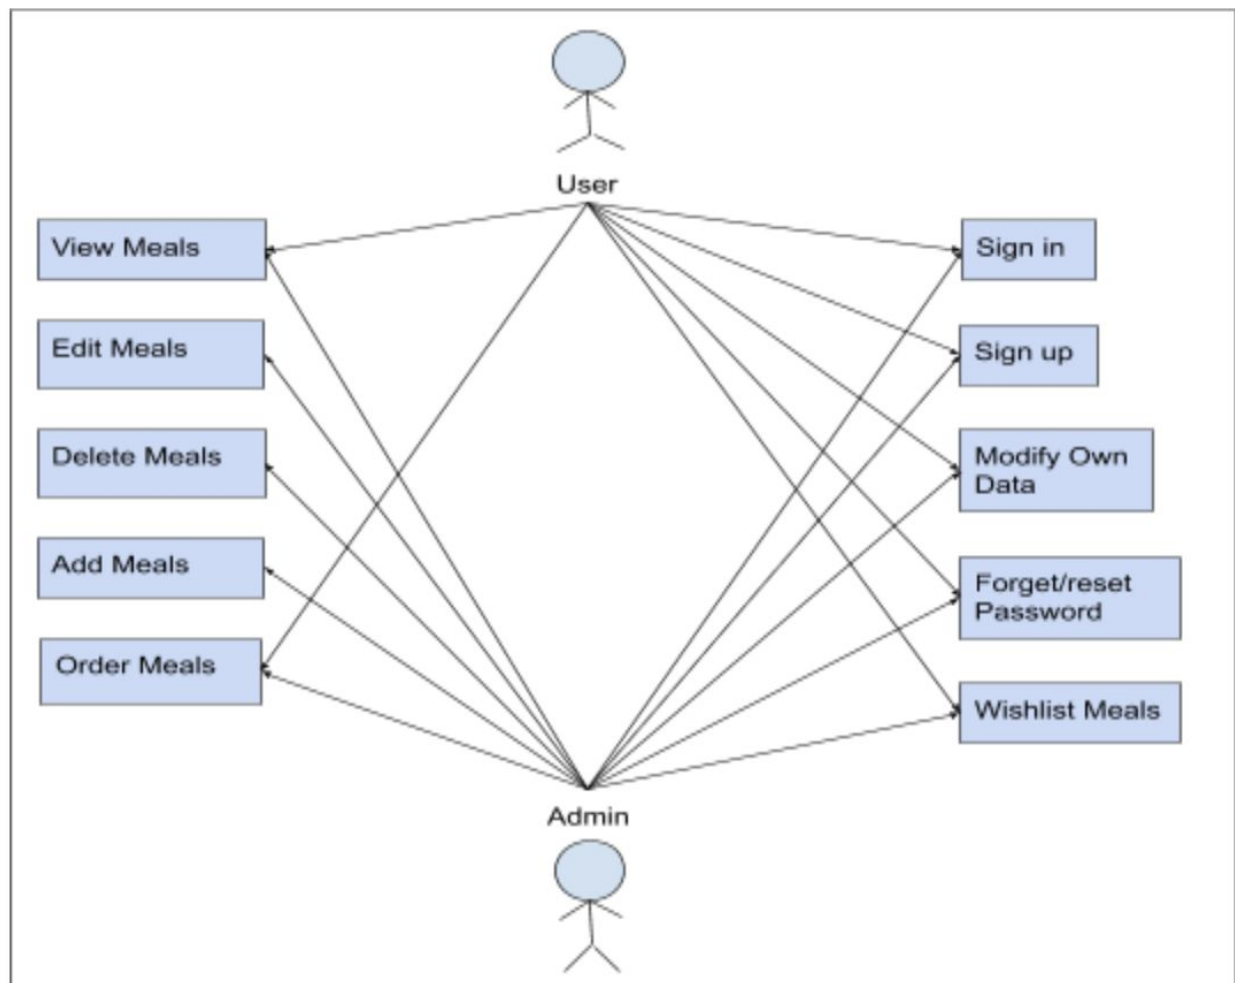 User
View Meals
Edit Meals
Delete Meals
Add Meals
Order Meals
Sign in
Sign up
Modify Own
Data
Forget/reset
Password
Wishlist Meals
Admin